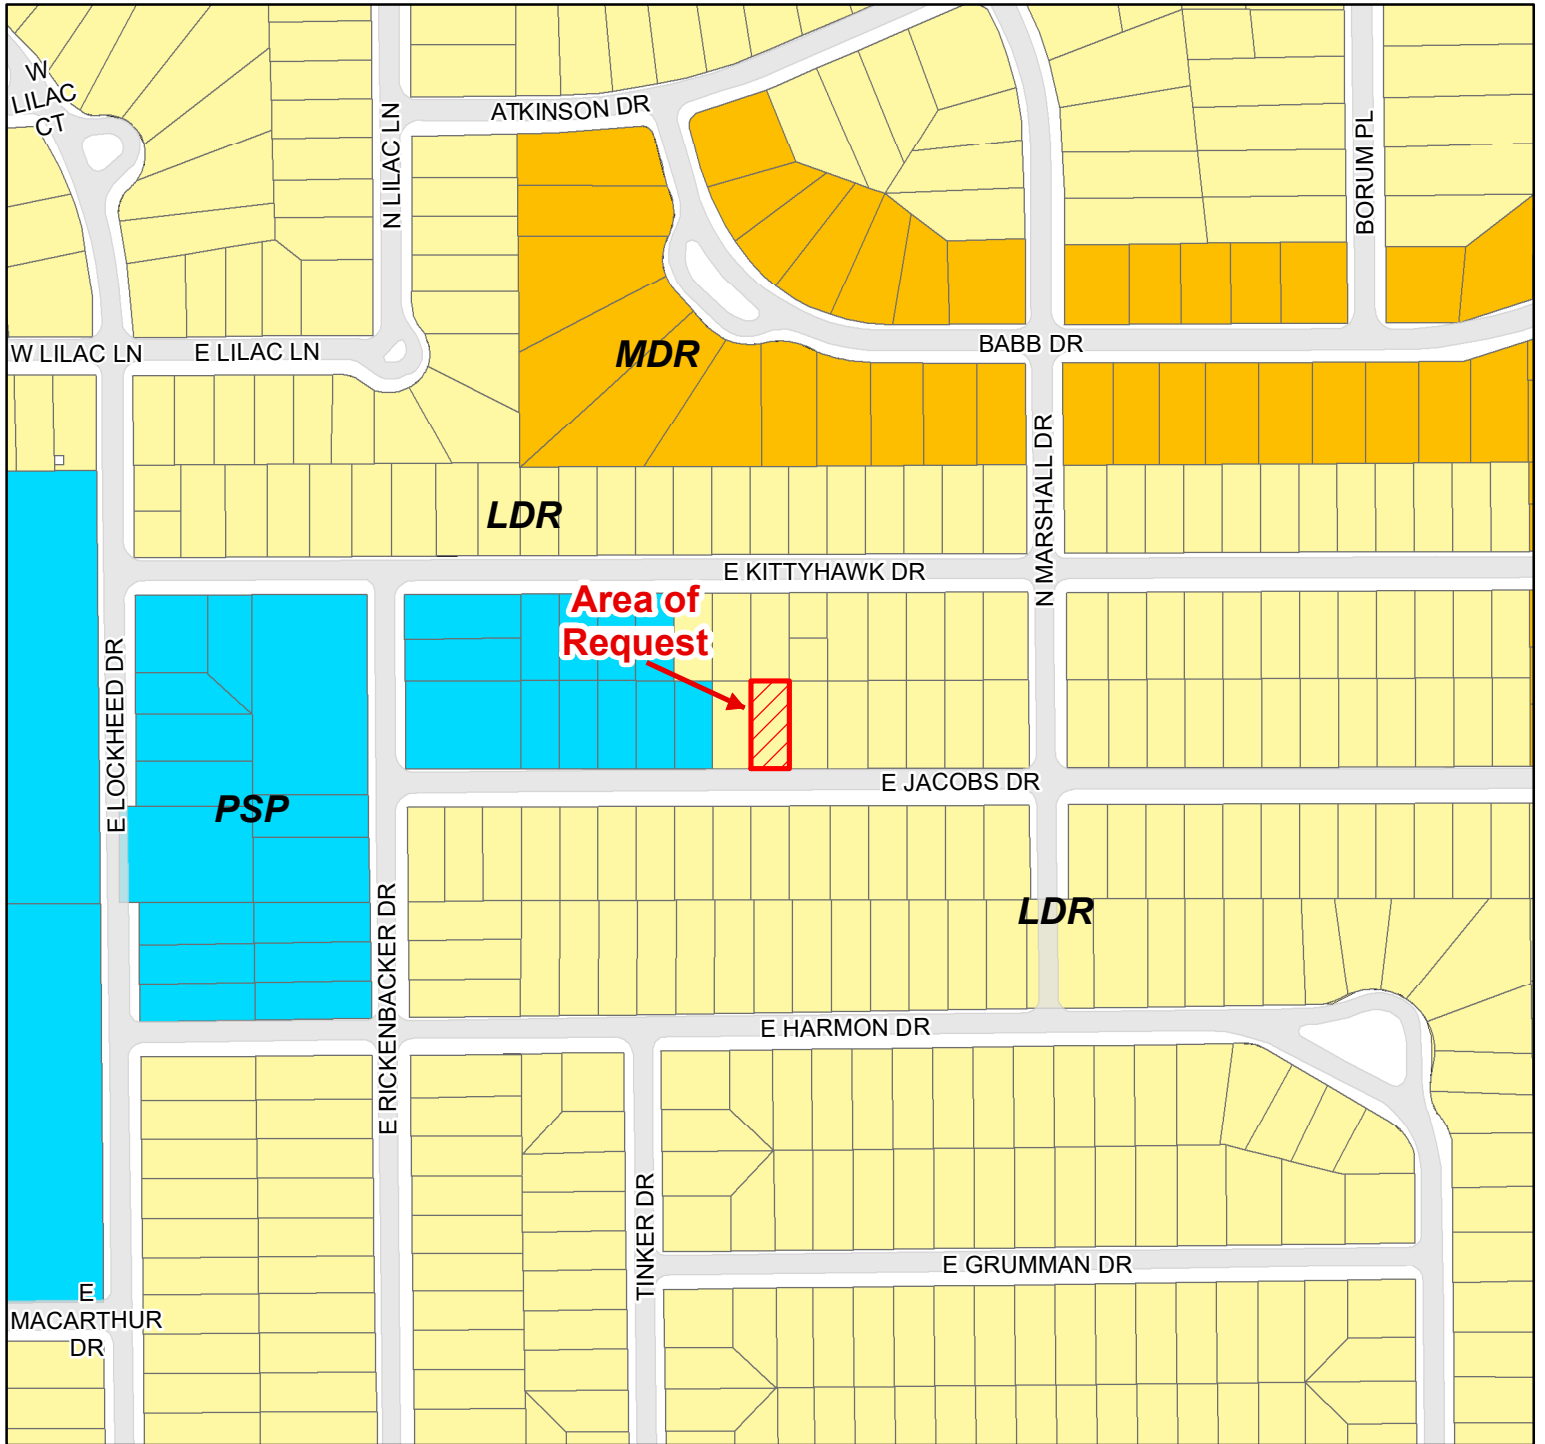 W
LILAC
CT
ATKINSON DR
N LILAC LN
BORUM PL
W LILAC LN
E LILAC LN
MDR
BABB DR
N MARSHALL DR
LDR
E KITTYHAWK DR
Area of
Request
E LOCKHEED DR
E JACOBS DR
PSP
E RICKENBACKER DR
LDR
E HARMON DR
TINKER DR
E GRUMMAN DR
E
MACARTHUR
DR